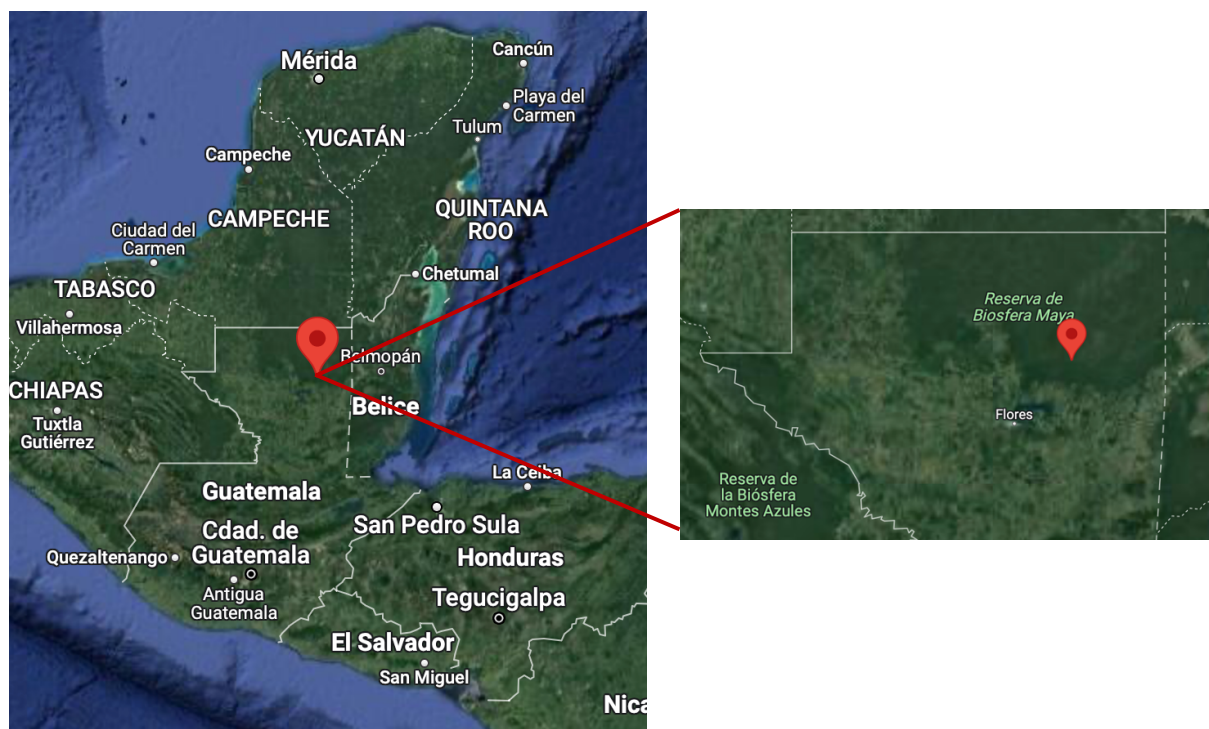 Mérida
Cancún
Playa del
Carmen
Tulum
YUCATÁN
Campeche
CAMPECHE
QUINTANA
ROO
Ciudad del
Carmen
Chetumal
TABASCO
Villahermosa
Belmopán
CHIAPAS
Tuxtla
Gutiérrez
Belice
La Ceiba
Guatemala
San Pedro Sula
Cdad. de
Guatemala
Quezaltenango
Honduras
Antigua
Guatemala
Tegucigalpa
El Salvador
San Miguel
Nica
Reserva de
Biosfera Maya
Flores
Reserva de
la Biósfera
Montes Azules